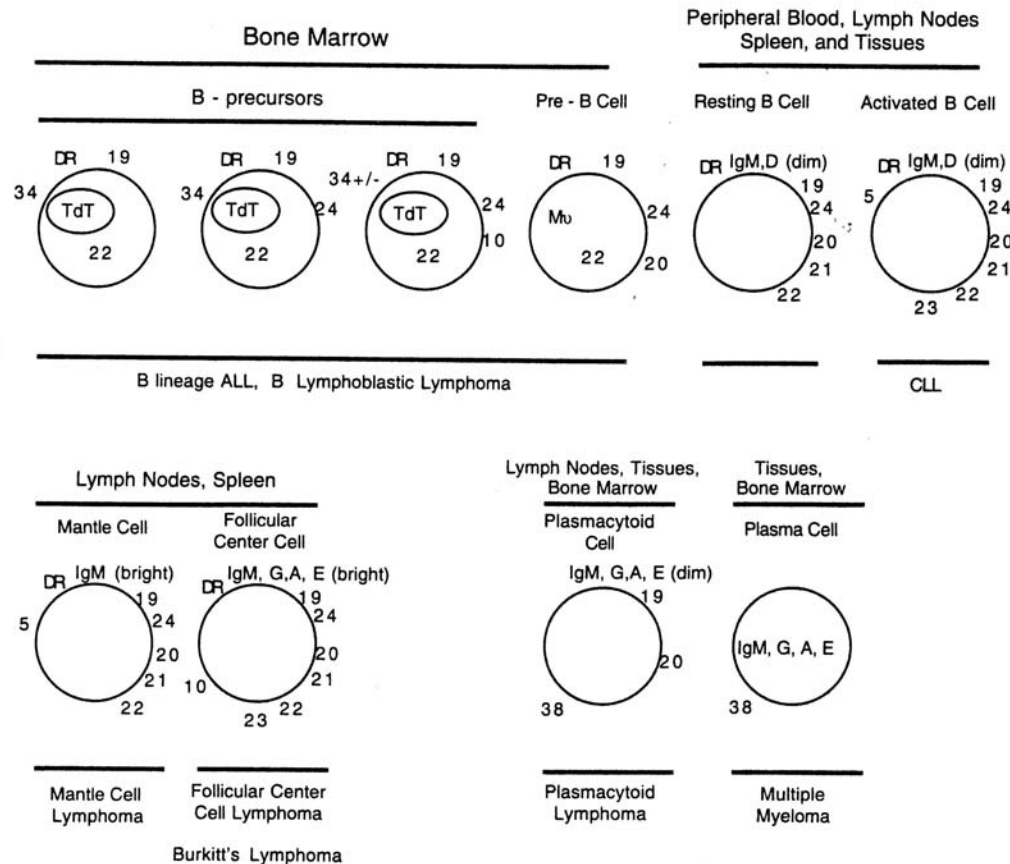 Bone Marrow
Peripheral Blood, Lymph Nodes
Spleen, and Tissues
B - precursors
Pre - B Cell
Resting B Cell
Activated B Cell
DR 19
34
TdT
22
DR 19
34
TdT
24
22
DR 19
34+/-
TdT
24
10
22
DR 19
Mυ
24
22
20
DR IgM,D (dim)
19
24
20
21
22
DR IgM,D (dim)
5
19
24
20
21
22
23
B lineage ALL, B Lymphoblastic Lymphoma
CLL
Lymph Nodes, Spleen
Mantle Cell
Follicular
Center Cell
Lymph Nodes, Tissues,
Bone Marrow
Plasmacytoid
Cell
Tissues,
Bone Marrow
Plasma Cell
DR IgM (bright)
5
19
24
20
21
22
DR IgM, G,A, E (bright)
19
24
20
21
10
22
23
IgM, G,A, E (dim)
19
20
38
IgM, G, A, E
38
Mantle Cell
Lymphoma
Follicular Center
Cell Lymphoma
Burkitt's Lymphoma
Plasmacytoid
Lymphoma
Multiple
Myeloma